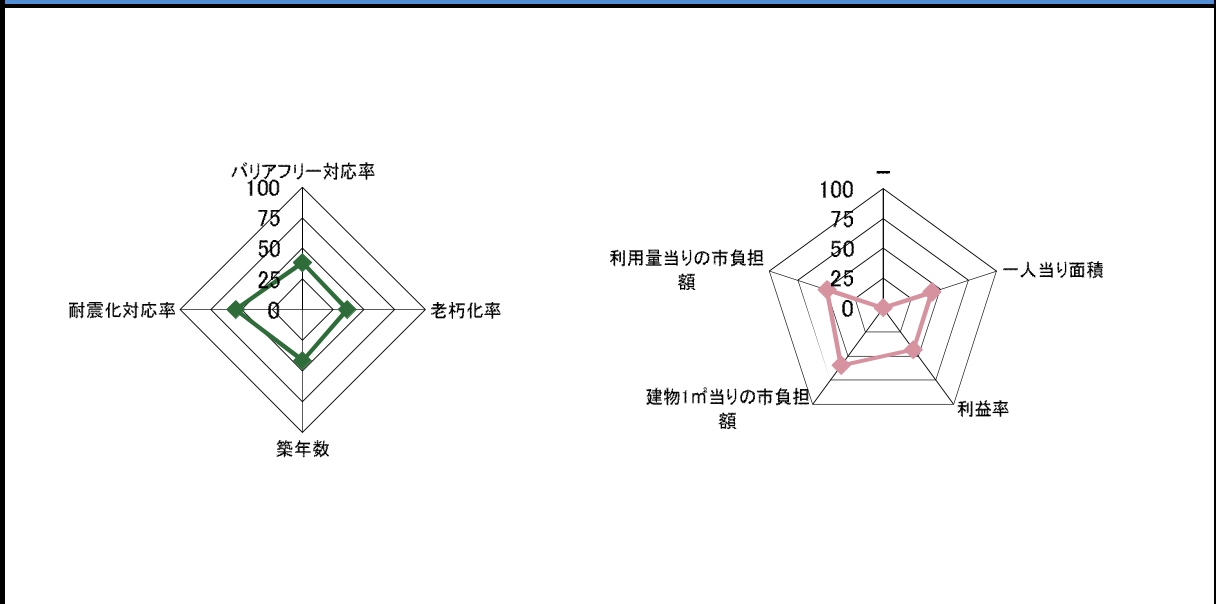 バリアフリー対応率
100
75
50
25
0
耐震化対応率
老朽化率
築年数
ー
100
75
50
25
0
利用量当りの市負担
額
一人当り面積
建物1㎡当りの市負担
額
利益率